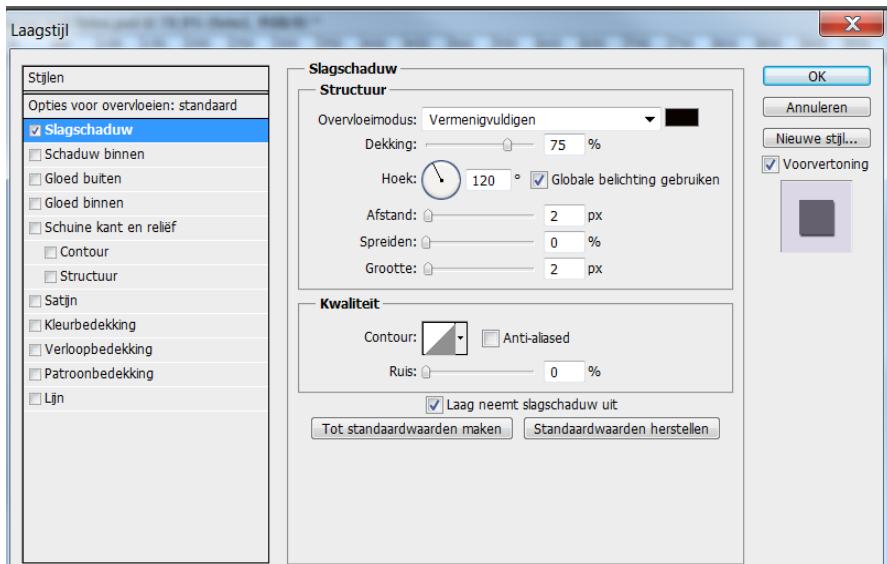 Laagstijl
Stijlen
Opties voor overvloeien: standaard
Slagschaduw
Schaduw binnen
Gloed buiten
Gloed binnen
Schuine kant en reliëf
Contour
Structuur
Satijn
Kleurbedekking
Verloopbedekking
Patroonbedekking
Lijn
Slagschaduw
Structuur
Overvloeimodus: Vermenigvuldigen
Dekking: 75 %
Hoek: 120 ° Globale belichting gebruiken
Afstand: 2 px
Spreiden: 0 %
Grootte: 2 px
Kwaliteit
Contour: Anti-aliased
Ruis: 0 %
Laag neemt slagschaduw uit
Tot standaardwaarden maken Standaardwaarden herstellen
OK
Annuleren
Nieuwe stijl...
Voorvertoning